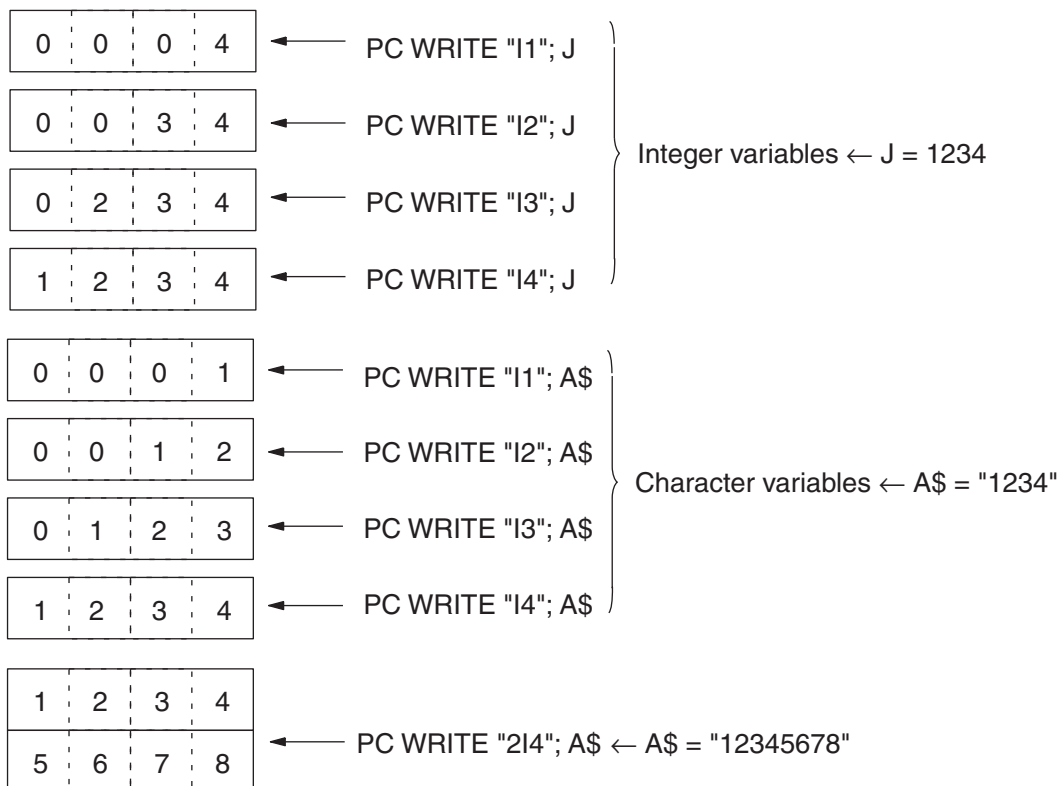 0 0 0 4 ← PC WRITE "I1"; J
0 0 3 4 ← PC WRITE "I2"; J
Integer variables ← J = 1234
0 2 3 4 ← PC WRITE "I3"; J
1 2 3 4 ← PC WRITE "I4"; J
0 0 0 1 ← PC WRITE "I1"; A$
0 0 1 2 ← PC WRITE "I2"; A$
Character variables ← A$ = "1234"
0 1 2 3 ← PC WRITE "I3"; A$
1 2 3 4 ← PC WRITE "I4"; A$
1 2 3 4
← PC WRITE "2I4"; A$ ← A$ = "12345678"
5 6 7 8